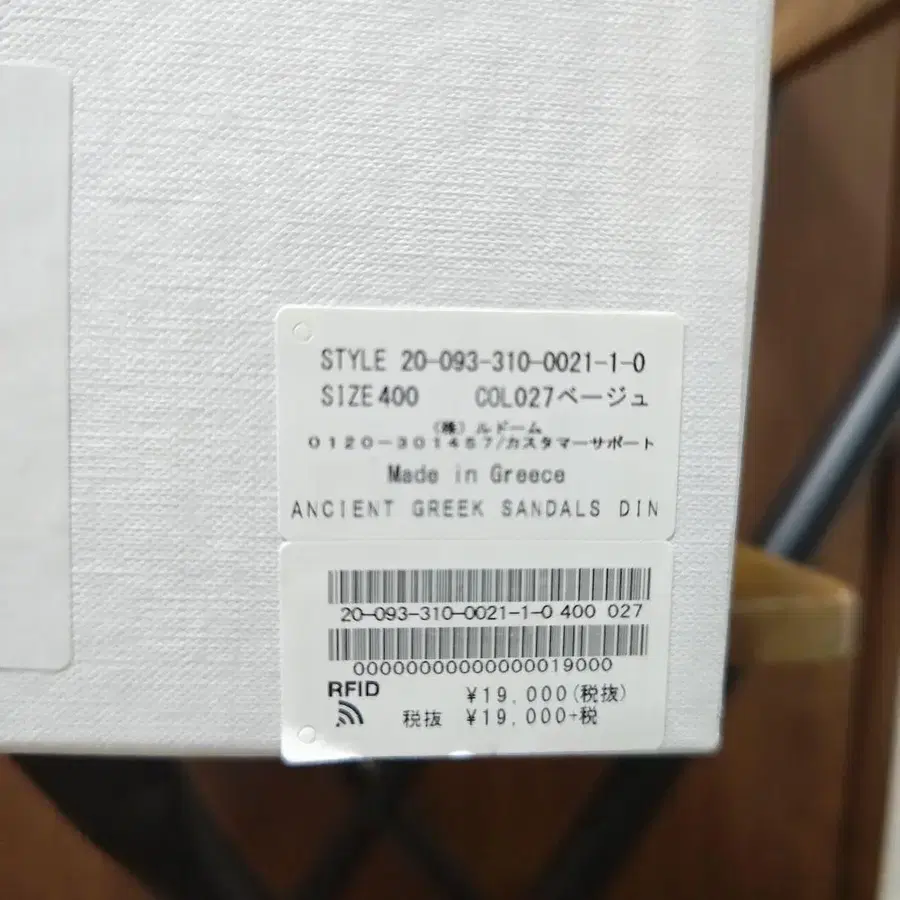 STYLE 20-093-310-0021-1-0
SIZE400 COL027ベージュ
(株) ルドーム
0120-301457/カスタマーサポート
Made in Greece
ANCIENT GREEK SANDALS DIN
20-093-310-0021-1-0 400 027
00000000000000019000
RFID
¥19,000(税抜)
税抜 ¥19,000+税